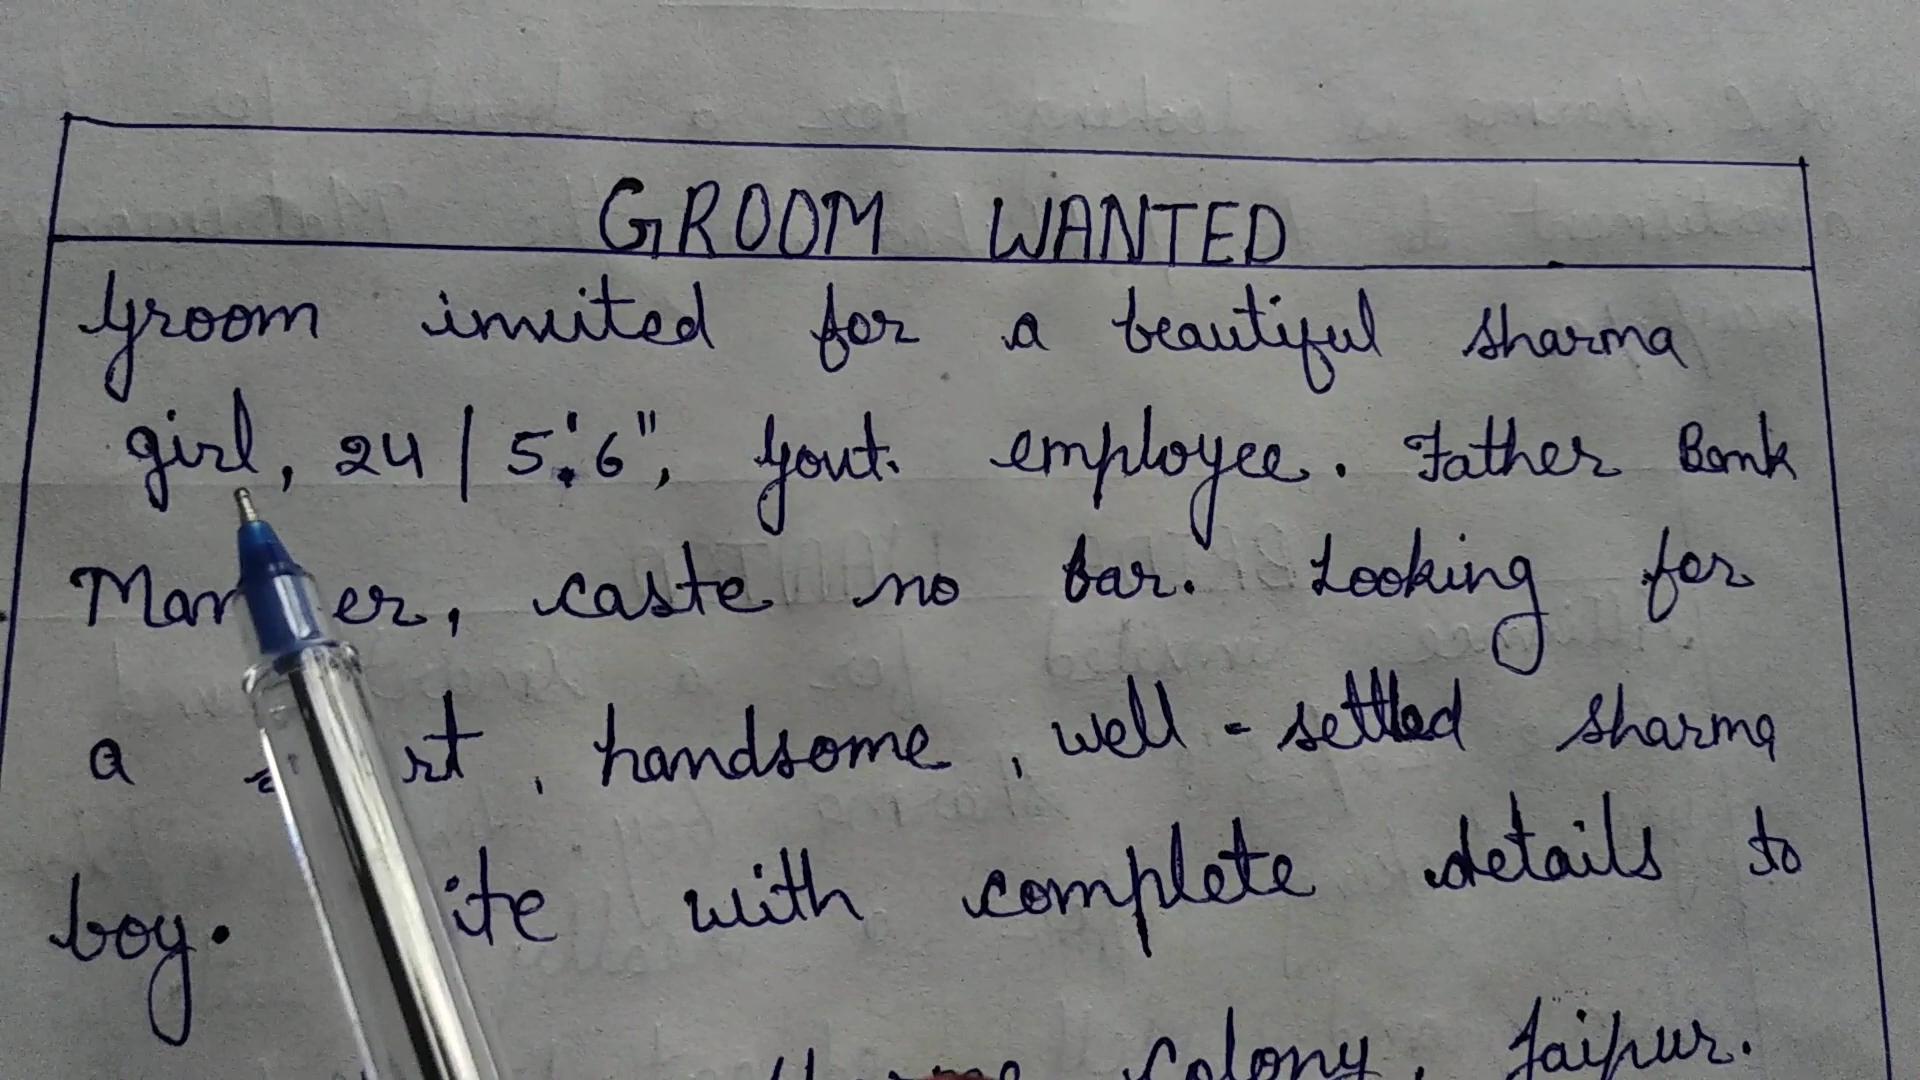 GROOM WANTED
Groom invited for a beautiful Sharma
girl, 24 | 5'.6", Govt. employee. Father Bank
er, caste no bar. Looking for
a rt, handsome, well-settled Sharma
boy. ite with complete details to
Colony, Jaipur.